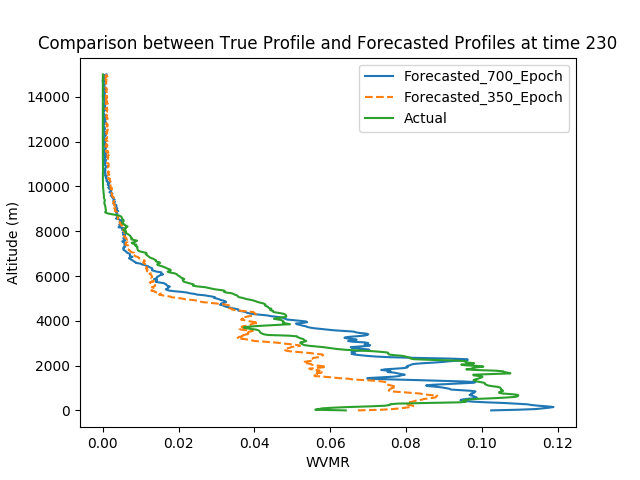 Comparison between True Profile and Forecasted Profiles at time 230
Forecasted_700_Epoch
Forecasted_350_Epoch
Actual
Altitude (m)
14000
12000
10000
8000
6000
4000
2000
0
0.00 0.02 0.04 0.06 0.08 0.10 0.12
WVMR